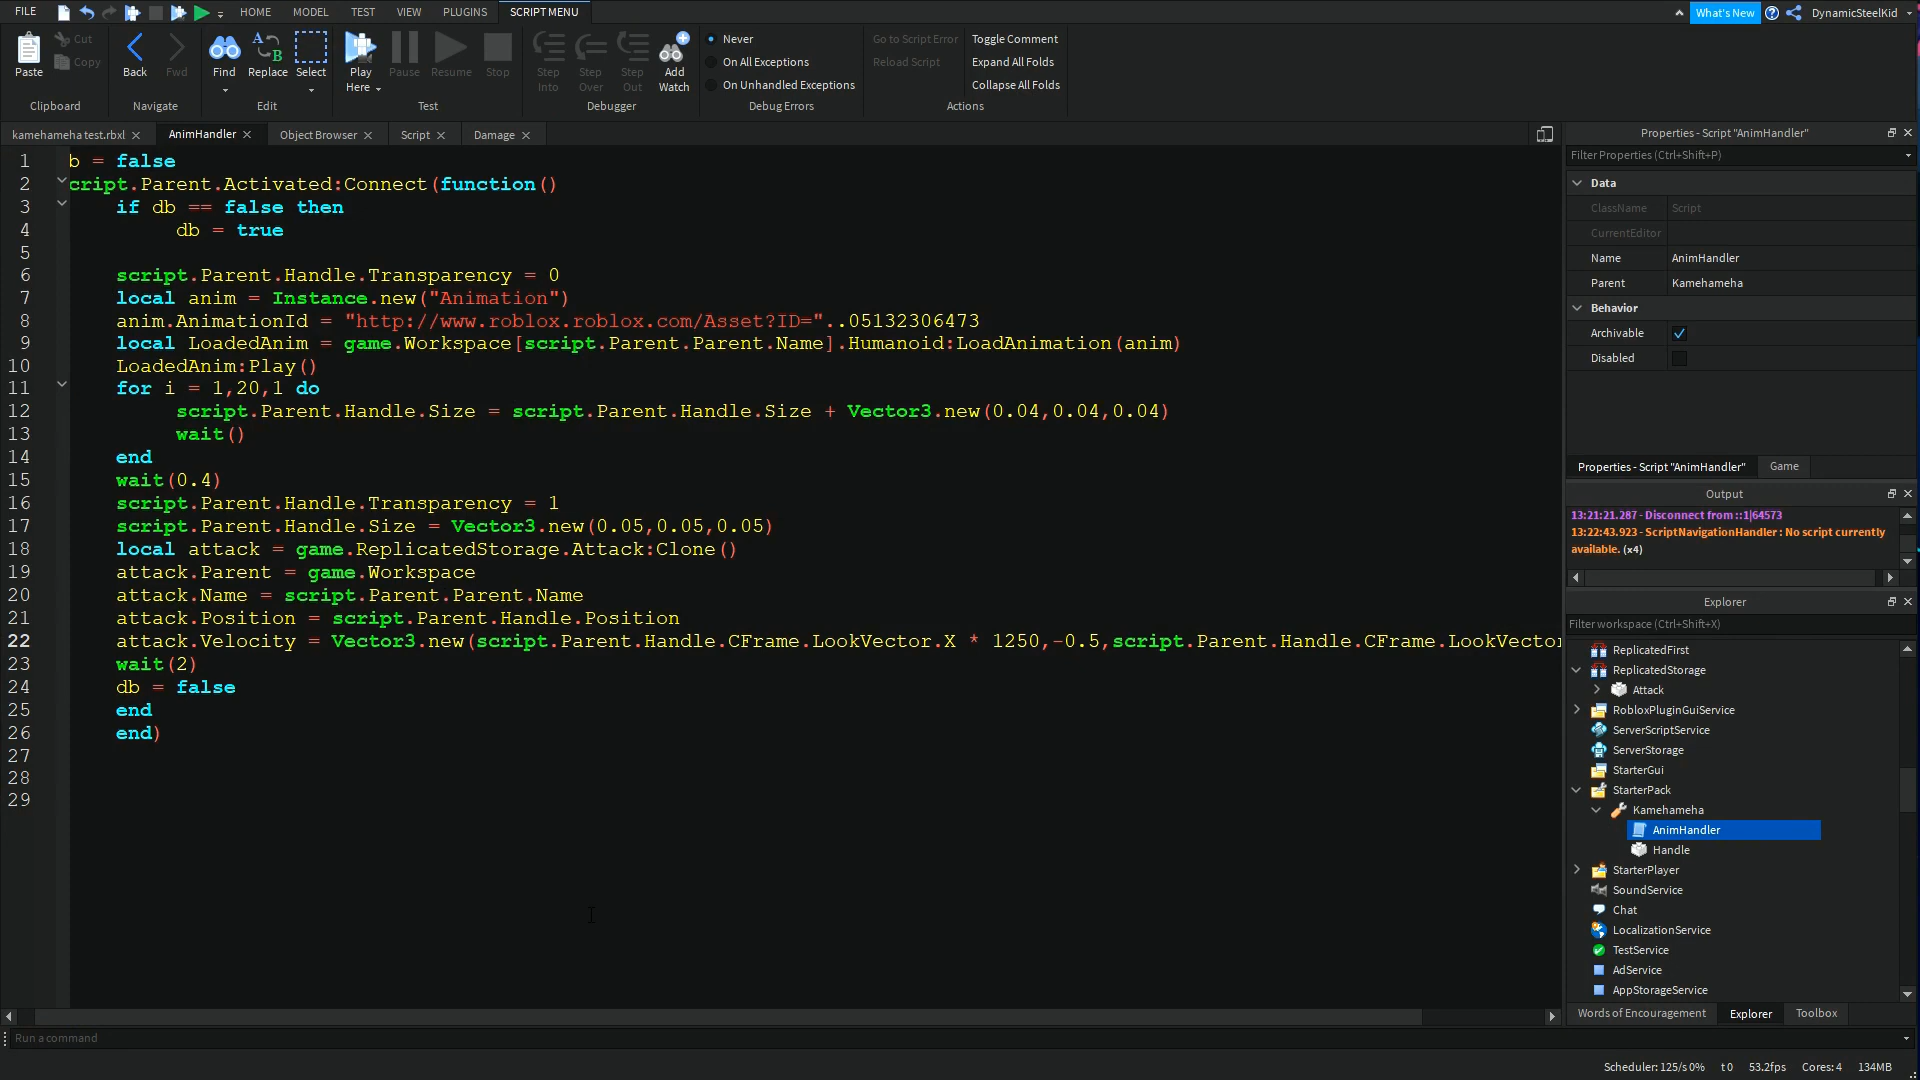 FILE HOME MODEL TEST VIEW PLUGINS SCRIPT MENU What's New DynamicSteelKid
Paste Cut Copy Back Fwd Find Replace Select Play Here Pause Resume Stop Step Into Step Over Step Out Add Watch
Never
On All Exceptions
On Unhandled Exceptions
Go to Script Error
Reload Script
Toggle Comment
Expand All Folds
Collapse All Folds
Clipboard Navigate Edit Test Debugger Debug Errors Actions
kamehameha test.rbxl AnimHandler Object Browser Script Damage
1 b = false
2 cript.Parent.Activated:Connect(function()
3 if db == false then
4 db = true
5
6 script.Parent.Handle.Transparency = 0
7 local anim = Instance.new("Animation")
8 anim.AnimationId = "http://www.roblox.roblox.com/Asset?ID="..05132306473
9 local LoadedAnim = game.Workspace[script.Parent.Parent.Name].Humanoid:LoadAnimation(anim)
10 LoadedAnim:Play()
11 for i = 1,20,1 do
12 script.Parent.Handle.Size = script.Parent.Handle.Size + Vector3.new(0.04,0.04,0.04)
13 wait()
14 end
15 wait(0.4)
16 script.Parent.Handle.Transparency = 1
17 script.Parent.Handle.Size = Vector3.new(0.05,0.05,0.05)
18 local attack = game.ReplicatedStorage.Attack:Clone()
19 attack.Parent = game.Workspace
20 attack.Name = script.Parent.Parent.Name
21 attack.Position = script.Parent.Handle.Position
22 attack.Velocity = Vector3.new(script.Parent.Handle.CFrame.LookVector.X * 1250,-0.5,script.Parent.Handle.CFrame.LookVector
23 wait(2)
24 db = false
25 end
26 end)
27
28
29
Properties - Script "AnimHandler"
Filter Properties (Ctrl+Shift+P)
Data
ClassName Script
CurrentEditor
Name AnimHandler
Parent Kamehameha
Behavior
Archivable
Disabled
Properties - Script "AnimHandler" Game
Output
13:21:21.287 - Disconnect from ::1|64573
13:22:43.923 - ScriptNavigationHandler : No script currently
available. (x4)
Explorer
Filter workspace (Ctrl+Shift+X)
ReplicatedFirst
ReplicatedStorage
Attack
RobloxPluginGuiService
ServerScriptService
ServerStorage
StarterGui
StarterPack
Kamehameha
AnimHandler
Handle
StarterPlayer
SoundService
Chat
LocalizationService
TestService
AdService
AppStorageService
Words of Encouragement Explorer Toolbox
Run a command
Scheduler: 125/s 0% t 0 53.2fps Cores: 4 134MB